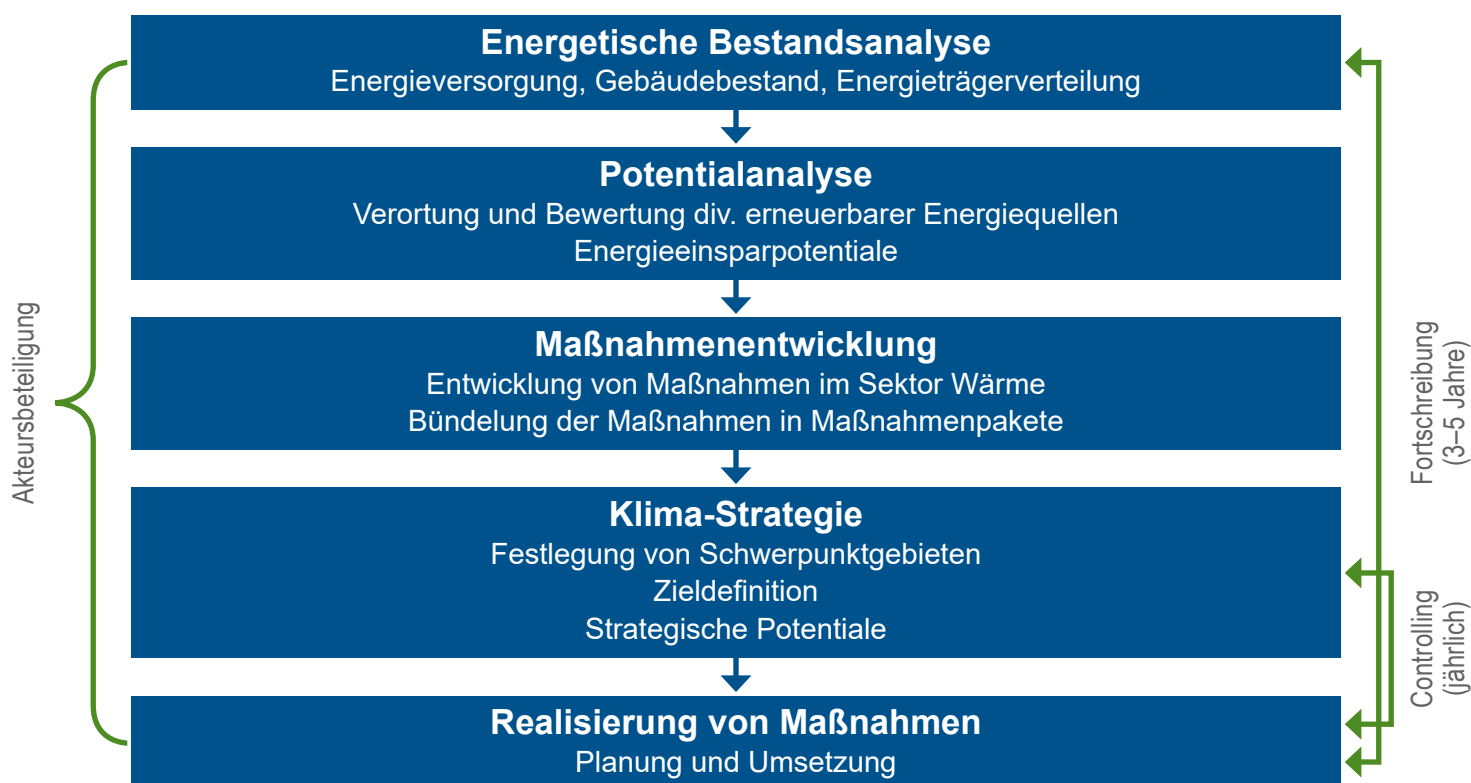 Energetische Bestandsanalyse
Energieversorgung, Gebäudebestand, Energieträgerverteilung
Potentialanalyse
Verortung und Bewertung div. erneuerbarer Energiequellen
Energieeinsparpotentiale
Maßnahmenentwicklung
Entwicklung von Maßnahmen im Sektor Wärme
Bündelung der Maßnahmen in Maßnahmenpakete
Klima-Strategie
Festlegung von Schwerpunktgebieten
Zieldefinition
Strategische Potentiale
Realisierung von Maßnahmen
Planung und Umsetzung
Akteursbeteiligung
Fortschreibung
(3–5 Jahre)
Controlling
(jährlich)